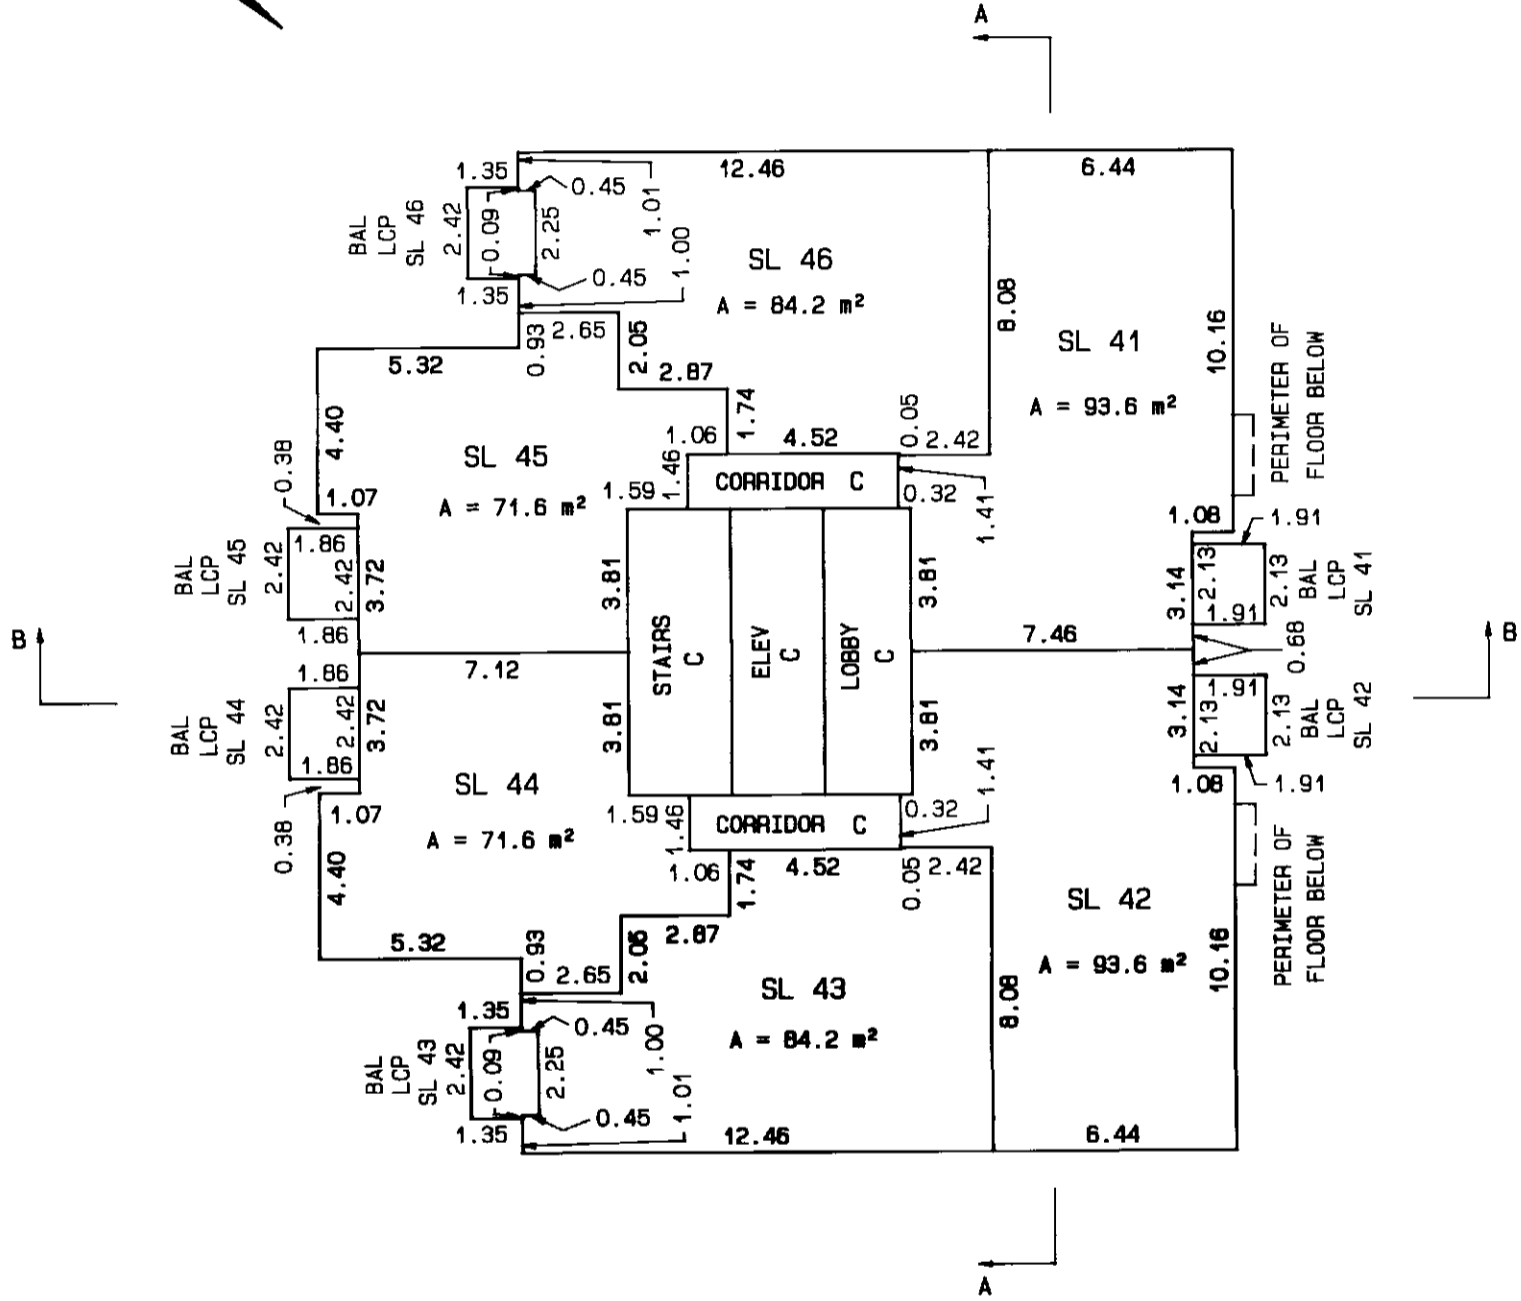 A
12.46
6.44
1.35
0.45
1.01
BAL
LCP
SL 46
2.42
0.09
2.25
1.00
0.45
1.35
SL 46
A = 84.2 m²
8.08
SL 41
A = 93.6 m²
10.16
PERIMETER OF
FLOOR BELOW
5.32
0.93
2.65
2.05
2.87
1.74
4.40
0.38
1.07
SL 45
A = 71.6 m²
1.06
4.52
0.05
2.42
1.46
1.59
CORRIDOR C
0.32
1.41
1.08
1.91
BAL
LCP
SL 45
2.42
1.86
2.42
3.72
1.86
3.81
3.81
3.14
2.13
1.91
2.13
BAL
LCP
SL 41
B
7.12
STAIRS
C
ELEV
C
LOBBY
C
7.46
0.68
B
BAL
LCP
SL 44
2.42
1.86
2.42
3.72
1.86
3.81
3.81
3.14
2.13
1.91
2.13
BAL
LCP
SL 42
1.08
1.91
0.38
1.07
SL 44
A = 71.6 m²
1.59
1.46
CORRIDOR C
0.32
1.41
1.06
4.52
0.05
2.42
1.74
4.40
5.32
0.93
2.65
2.05
2.87
SL 42
A = 93.6 m²
10.16
PERIMETER OF
FLOOR BELOW
SL 43
A = 84.2 m²
8.08
1.35
0.45
1.00
BAL
LCP
SL 43
2.42
0.09
2.25
1.01
0.45
1.35
12.46
6.44
A